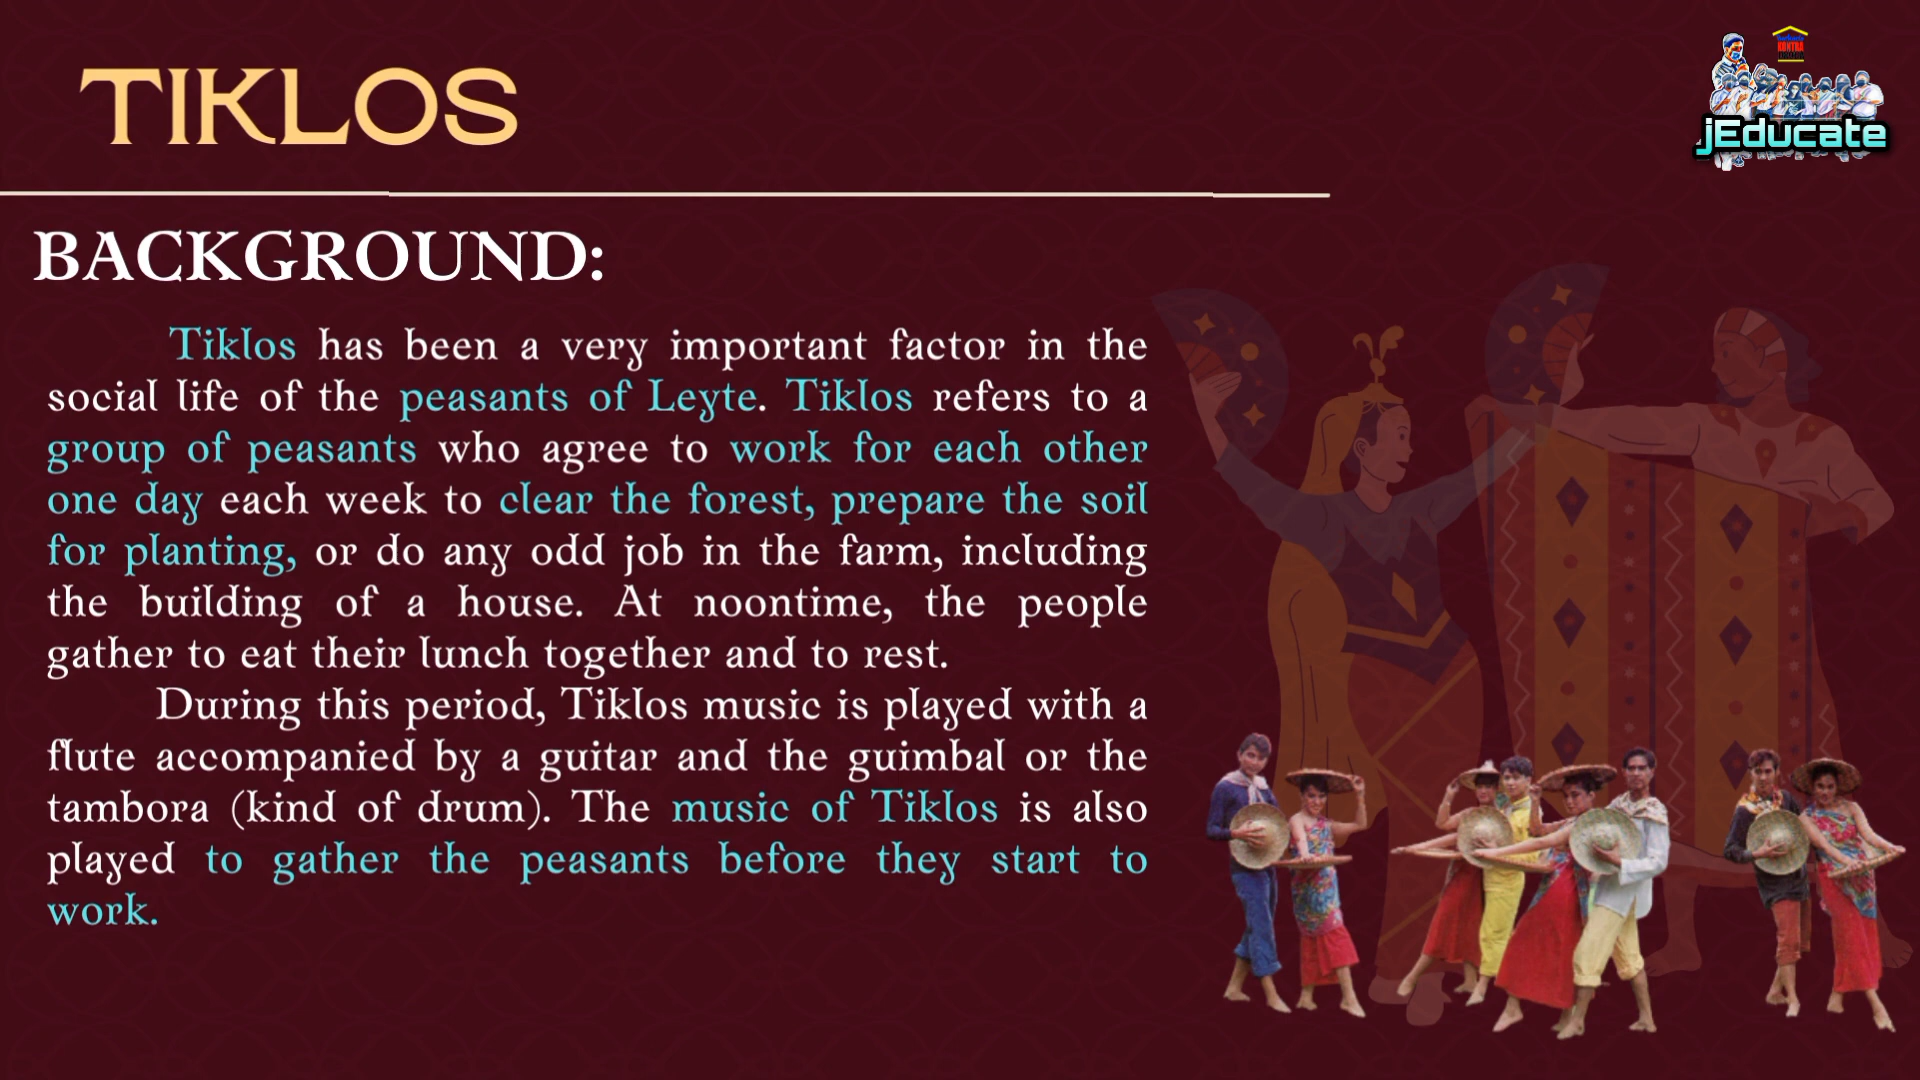 TIKLOS
KONTRA
jEducate
BACKGROUND:
Tiklos has been a very important factor in the
social life of the peasants of Leyte. Tiklos refers to a
group of peasants who agree to work for each other
one day each week to clear the forest, prepare the soil
for planting, or do any odd job in the farm, including
the building of a house. At noontime, the people
gather to eat their lunch together and to rest.
During this period, Tiklos music is played with a
flute accompanied by a guitar and the guimbal or the
tambora (kind of drum). The music of Tiklos is also
played to gather the peasants before they start to
work.